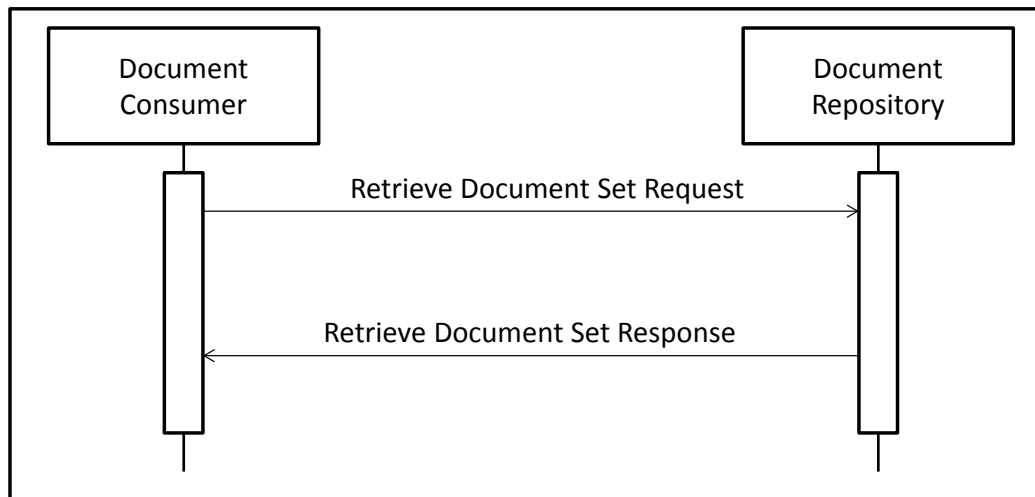 Document
Consumer
Document
Repository
Retrieve Document Set Request
Retrieve Document Set Response